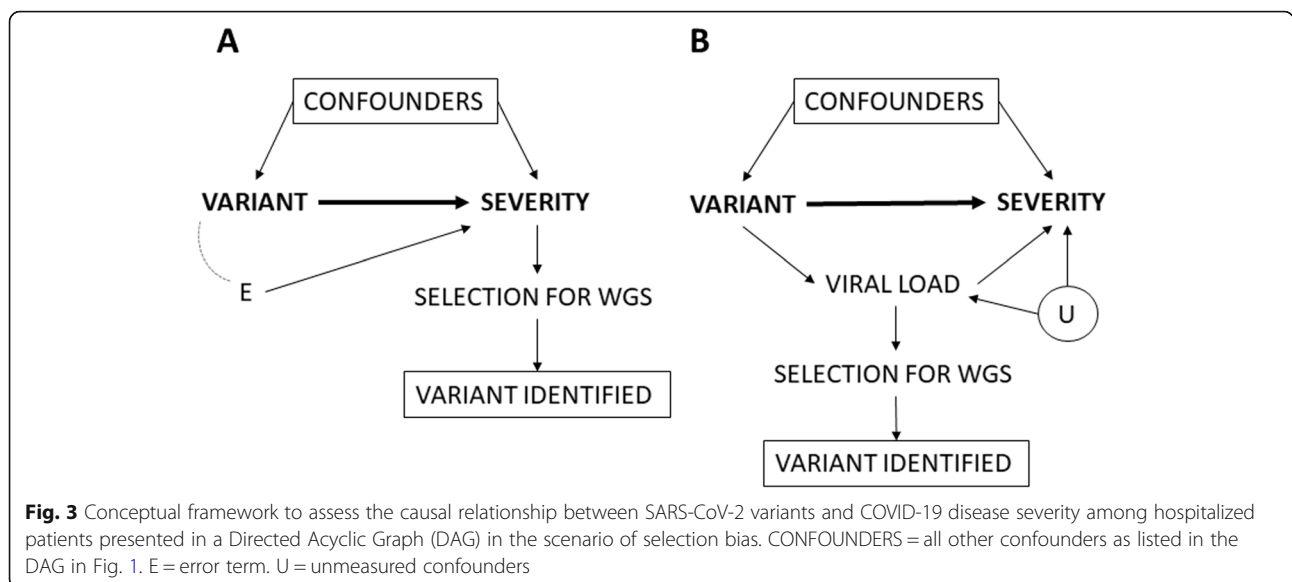 A
CONFOUNDERS
VARIANT
SEVERITY
E
SELECTION FOR WGS
VARIANT IDENTIFIED
B
CONFOUNDERS
VARIANT
SEVERITY
VIRAL LOAD
U
SELECTION FOR WGS
VARIANT IDENTIFIED
Fig. 3 Conceptual framework to assess the causal relationship between SARS-CoV-2 variants and COVID-19 disease severity among hospitalized
patients presented in a Directed Acyclic Graph (DAG) in the scenario of selection bias. CONFOUNDERS = all other confounders as listed in the
DAG in Fig. 1. E = error term. U = unmeasured confounders